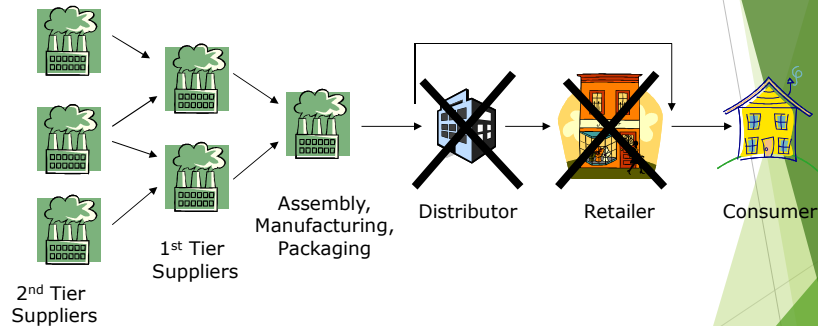 2nd Tier
Suppliers
1st Tier
Suppliers
Assembly,
Manufacturing,
Packaging
Distributor
Retailer
Consumer